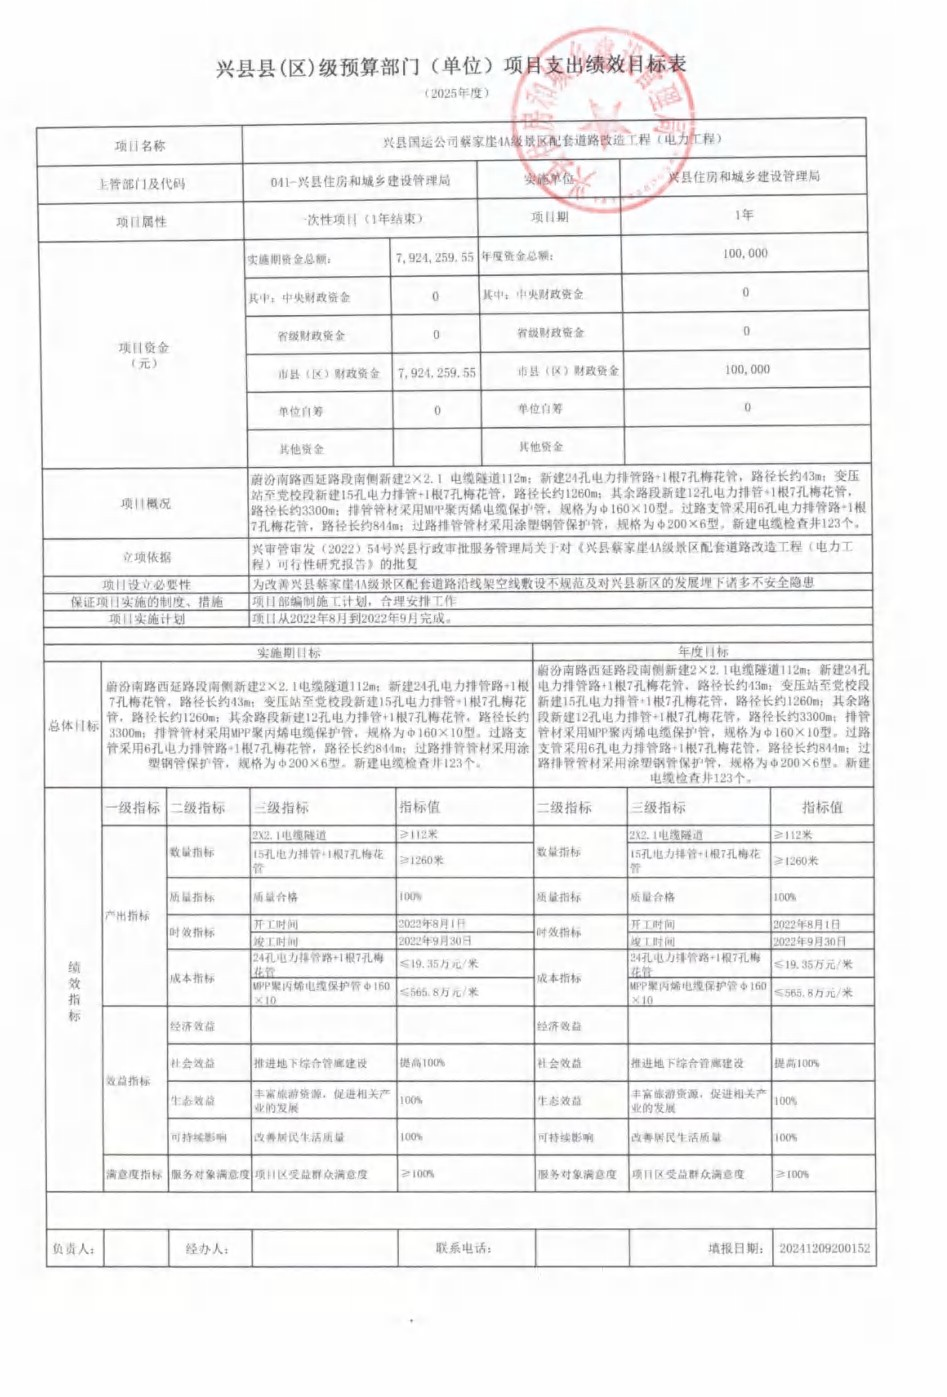 兴县县(区)级预算部门（单位）项目支出绩效目标表
（2025年度）
项目名称 兴县国运公司蔡家崖4A级景区配套道路改造工程（电力工程）
主管部门及代码 041-兴县住房和城乡建设管理局 实施单位 兴县住房和城乡建设管理局
项目属性 一次性项目（1年结束） 项目期 1年
项目资金
（元）
实施期资金总额： 7,924,259.55 年度资金总额： 100,000
其中：中央财政资金 0 其中：中央财政资金 0
省级财政资金 0 省级财政资金 0
市县（区）财政资金 7,924,259.55 市县（区）财政资金 100,000
单位自筹 0 单位自筹 0
其他资金 其他资金
项目概况
蔚汾南路西延路段南侧新建2×2.1 电缆隧道112m；新建24孔电力排管路+1根7孔梅花管，路径长约43m；变压
站至党校段新建15孔电力排管+1根7孔梅花管，路径长约1260m；其余路段新建12孔电力排管+1根7孔梅花管，
路径长约3300m；排管管材采用MPP聚丙烯电缆保护管，规格为φ160×10型。过路支管采用6孔电力排管路+1根
7孔梅花管，路径长约844m；过路排管管材采用涂塑钢管保护管，规格为φ200×6型。新建电缆检查井123个。
立项依据
兴审管审发（2022）54号兴县行政审批服务管理局关于对《兴县蔡家崖4A级景区配套道路改造工程（电力工
程）可行性研究报告》的批复
项目设立必要性 为改善兴县蔡家崖4A级景区配套道路沿线架空线敷设不规范及对兴县新区的发展埋下诸多不安全隐患
保证项目实施的制度、措施 项目部编制施工计划，合理安排工作
项目实施计划 项目从2022年8月到2022年9月完成。
实施期目标 年度目标
总体目标
蔚汾南路西延路段南侧新建2×2.1电缆隧道112m；新建24孔电力排管路+1根
7孔梅花管，路径长约43m；变压站至党校段新建15孔电力排管+1根7孔梅花
管，路径长约1260m；其余路段新建12孔电力排管+1根7孔梅花管，路径长约
3300m；排管管材采用MPP聚丙烯电缆保护管，规格为φ160×10型。过路支
管采用6孔电力排管路+1根7孔梅花管，路径长约844m；过路排管管材采用涂
塑钢管保护管，规格为φ200×6型。新建电缆检查井123个。
蔚汾南路西延路段南侧新建2×2.1电缆隧道112m；新建24孔
电力排管路+1根7孔梅花管，路径长约43m；变压站至党校段
新建15孔电力排管+1根7孔梅花管，路径长约1260m；其余路
段新建12孔电力排管+1根7孔梅花管，路径长约3300m；排管
管材采用MPP聚丙烯电缆保护管，规格为φ160×10型。过路
支管采用6孔电力排管路+1根7孔梅花管，路径长约844m；过
路排管管材采用涂塑钢管保护管，规格为φ200×6型。新建
电缆检查井123个。
绩效指标
一级指标 二级指标 三级指标 指标值 二级指标 三级指标 指标值
产出指标
数量指标 2X2.1电缆隧道 ≥112米 数量指标 2X2.1电缆隧道 ≥112米
15孔电力排管+1根7孔梅花
管 ≥1260米 15孔电力排管+1根7孔梅花
管 ≥1260米
质量指标 质量合格 100% 质量指标 质量合格 100%
时效指标 开工时间 2022年8月1日 时效指标 开工时间 2022年8月1日
竣工时间 2022年9月30日 竣工时间 2022年9月30日
成本指标 24孔电力排管路+1根7孔梅
花管 ≤19.35万元/米 成本指标 24孔电力排管路+1根7孔梅
花管 ≤19.35万元/米
MPP聚丙烯电缆保护管φ160
×10 ≤565.8万元/米 MPP聚丙烯电缆保护管φ160
×10 ≤565.8万元/米
效益指标
经济效益 经济效益
社会效益 推进地下综合管廊建设 提高100% 社会效益 推进地下综合管廊建设 提高100%
生态效益 丰富旅游资源，促进相关产
业的发展 100% 生态效益 丰富旅游资源，促进相关产
业的发展 100%
可持续影响 改善居民生活质量 100% 可持续影响 改善居民生活质量 100%
满意度指标 服务对象满意度 项目区受益群众满意度 ≥100% 服务对象满意度 项目区受益群众满意度 ≥100%
负责人： 经办人： 联系电话： 填报日期： 20241209200152